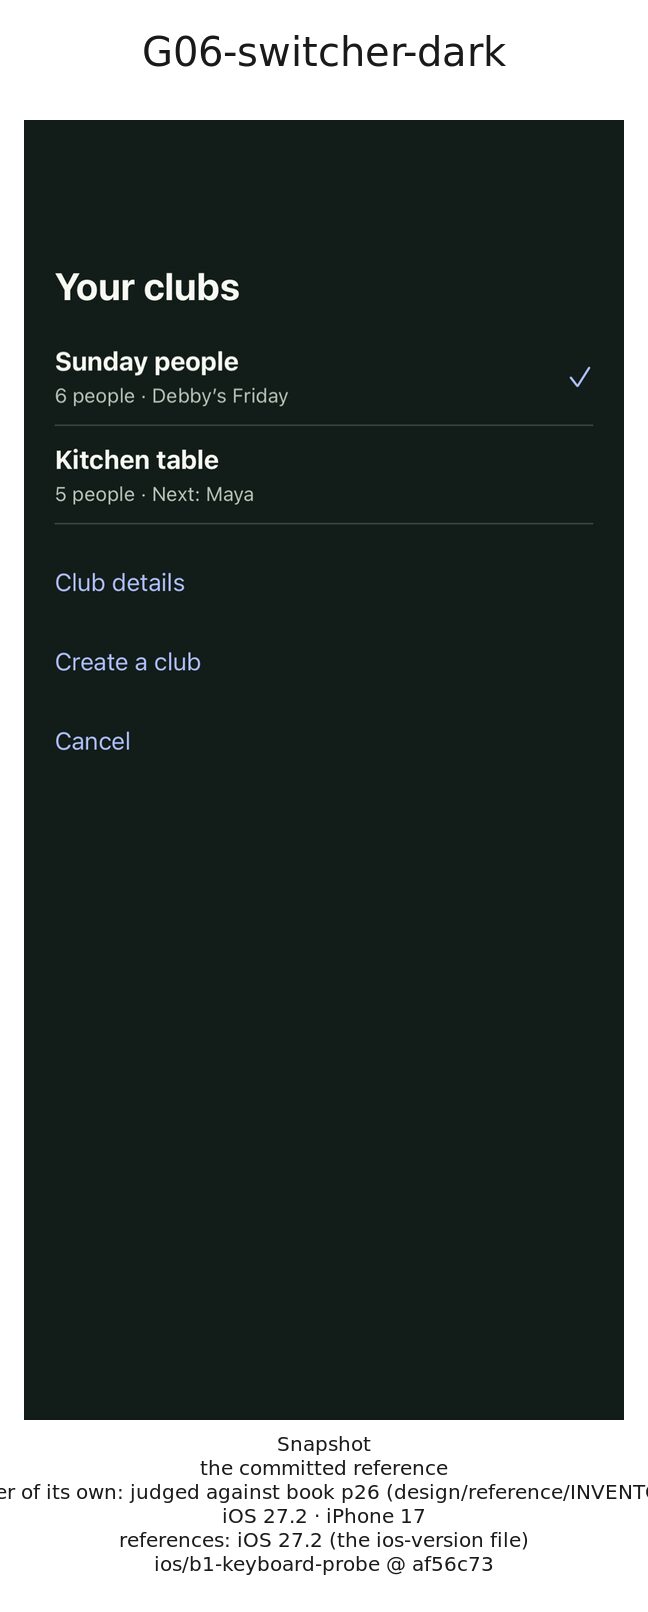 G06-switcher-dark
Your clubs
Sunday people
6 people · Debby’s Friday
Kitchen table
5 people · Next: Maya
Club details
Create a club
Cancel
Snapshot
the committed reference
of its own: judged against book p26 (design/reference/
iOS 27.2 · iPhone 17
references: iOS 27.2 (the ios-version file)
ios/b1-keyboard-probe @ af56c73